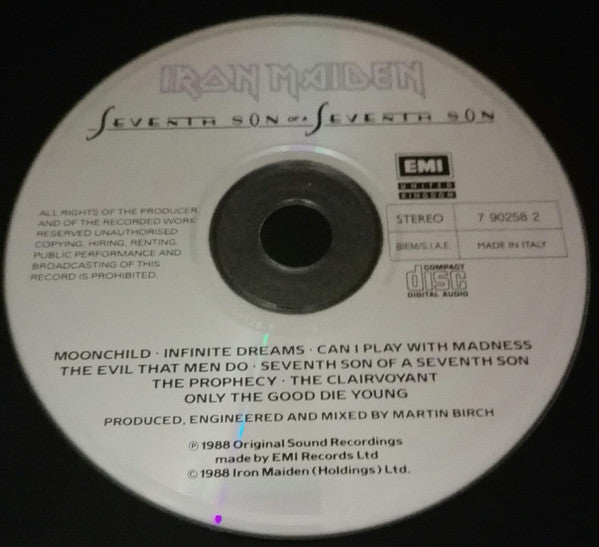 IRON MAIDEN
SEVENTH SON OF A SEVENTH SON
EMI
UNITED
KINGDOM
ALL RIGHTS OF THE PRODUCER
AND OF THE RECORDED WORK
RESERVED UNAUTHORISED
COPYING, HIRING, RENTING,
PUBLIC PERFORMANCE AND
BROADCASTING OF THIS
RECORD IS PROHIBITED.
STEREO 7 90258 2
BIEM/S.I.A.E. MADE IN ITALY
COMPACT
disc
DIGITAL AUDIO
MOONCHILD · INFINITE DREAMS · CAN I PLAY WITH MADNESS
THE EVIL THAT MEN DO · SEVENTH SON OF A SEVENTH SON
THE PROPHECY · THE CLAIRVOYANT
ONLY THE GOOD DIE YOUNG
PRODUCED, ENGINEERED AND MIXED BY MARTIN BIRCH
℗ 1988 Original Sound Recordings
made by EMI Records Ltd
© 1988 Iron Maiden (Holdings) Ltd.